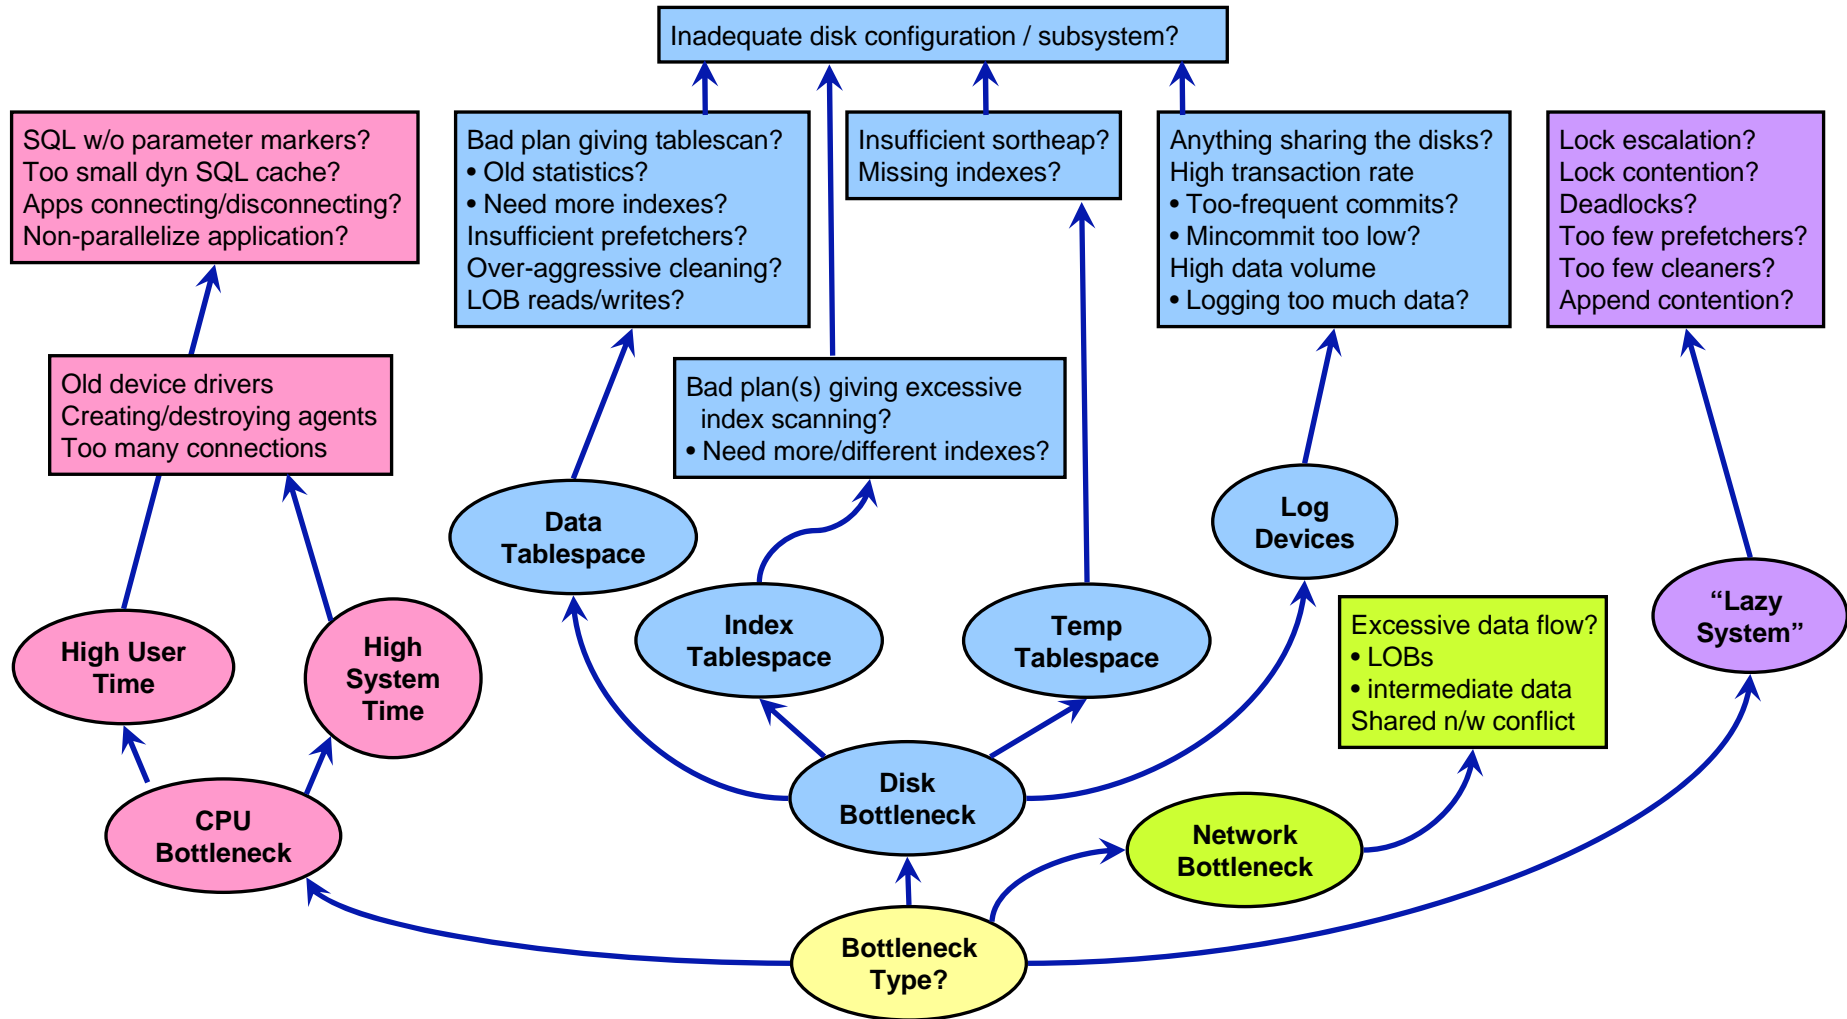 Inadequate disk configuration / subsystem?
SQL w/o parameter markers?
Too small dyn SQL cache?
Apps connecting/disconnecting?
Non-parallelize application?
Bad plan giving tablescan?
• Old statistics?
• Need more indexes?
Insufficient prefetchers?
Over-aggressive cleaning?
LOB reads/writes?
Insufficient sortheap?
Missing indexes?
Anything sharing the disks?
High transaction rate
• Too-frequent commits?
• Mincommit too low?
High data volume
• Logging too much data?
Lock escalation?
Lock contention?
Deadlocks?
Too few prefetchers?
Too few cleaners?
Append contention?
Old device drivers
Creating/destroying agents
Too many connections
Bad plan(s) giving excessive
index scanning?
• Need more/different indexes?
Data
Tablespace
Log
Devices
High User
Time
High
System
Time
Index
Tablespace
Temp
Tablespace
Excessive data flow?
• LOBs
• intermediate data
Shared n/w conflict
“Lazy
System”
CPU
Bottleneck
Disk
Bottleneck
Network
Bottleneck
Bottleneck
Type?